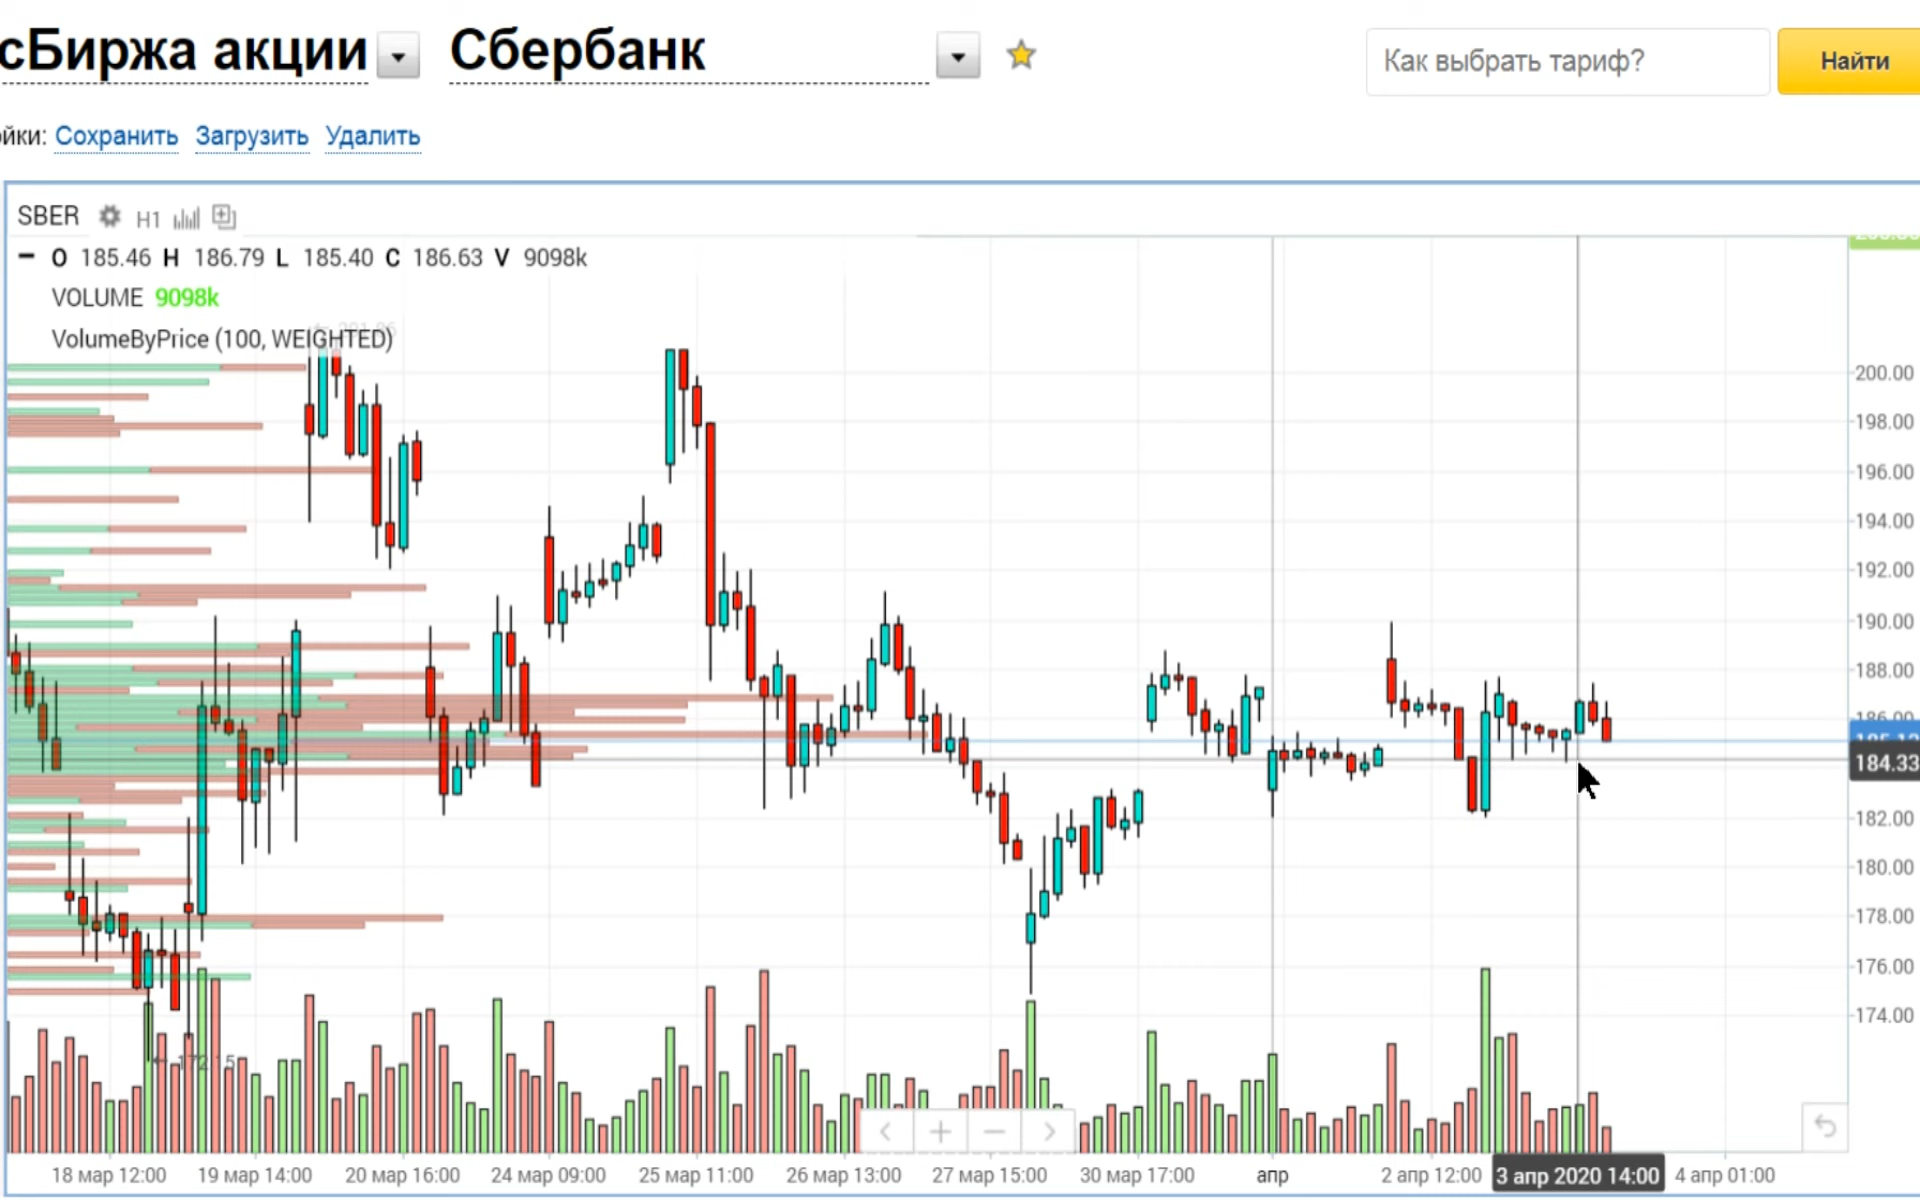 сБиржа акции Сбербанк Как выбрать тариф? Найти
ойки: Сохранить Загрузить Удалить
SBER H1
O 185.46 H 186.79 L 185.40 C 186.63 V 9098k
VOLUME 9098k
VolumeByPrice (100, WEIGHTED)
200.00
198.00
196.00
194.00
192.00
190.00
188.00
186.00
184.33
182.00
180.00
178.00
176.00
174.00
← 172.15
18 мар 12:00 19 мар 14:00 20 мар 16:00 24 мар 09:00 25 мар 11:00 26 мар 13:00 27 мар 15:00 30 мар 17:00 апр 2 апр 12:00 3 апр 2020 14:00 4 апр 01:00